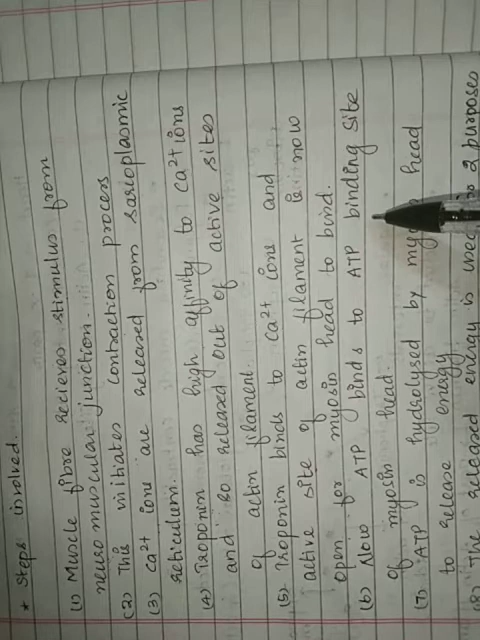 * Steps involved.
(1) Muscle fibre recieves stimulus from
neuromuscular junction.
(2) This initiates contraction process
(3) Ca2+ ions are released from sarcoplasmic
reticulum.
(4) Troponin has high affinity to Ca2+ ions
and so released out of active sites
of actin filament.
(5) Troponin binds to Ca2+ ions and
active site of actin filament is now
open for myosin head to bind.
(6) Now ATP binds to ATP binding site
of myosin head.
(7) ATP is hydrolysed by head
to release energy
(8) The released energy is used 2 purposes